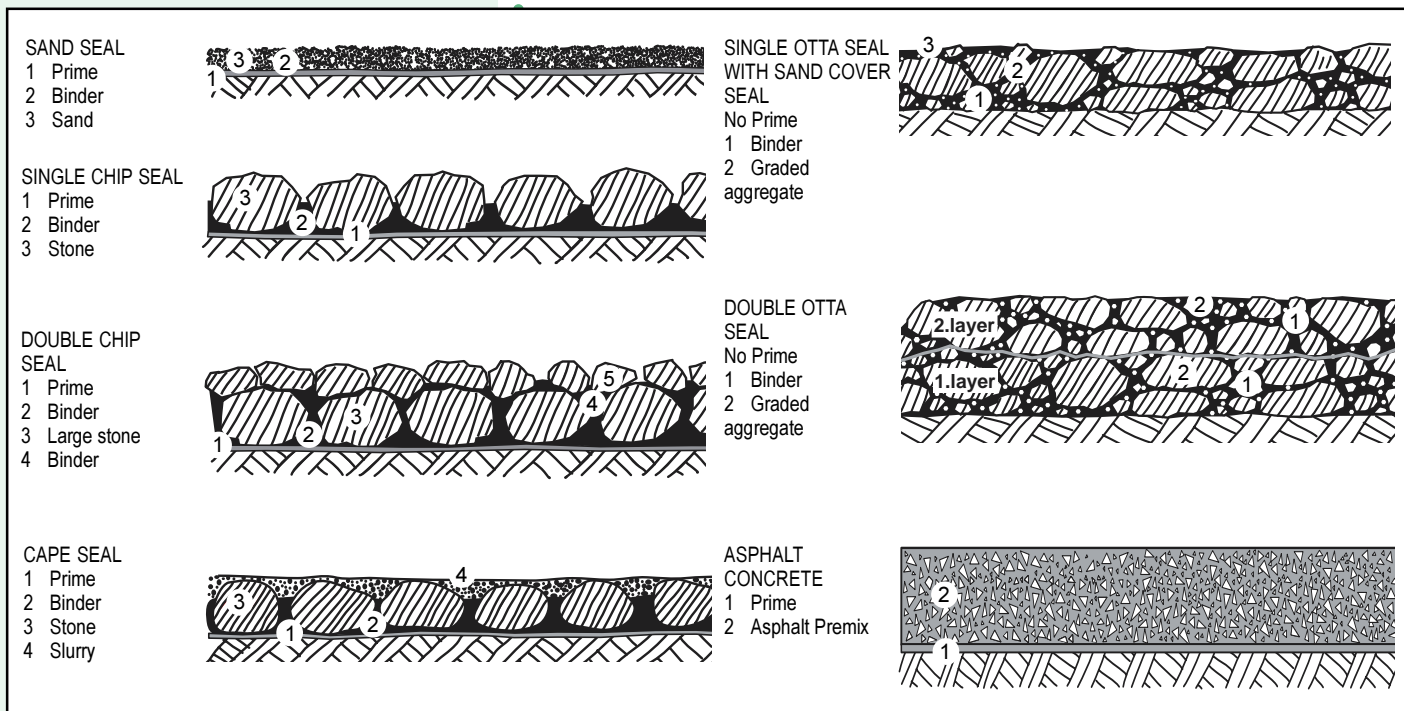 SAND SEAL
1 Prime
2 Binder
3 Sand
3
2
1
SINGLE CHIP SEAL
1 Prime
2 Binder
3 Stone
3
2
1
DOUBLE CHIP
SEAL
1 Prime
2 Binder
3 Large stone
4 Binder
5
4
3
2
1
CAPE SEAL
1 Prime
2 Binder
3 Stone
4 Slurry
4
3
2
1
SINGLE OTTA SEAL
WITH SAND COVER
SEAL
No Prime
1 Binder
2 Graded
aggregate
3
2
1
DOUBLE OTTA
SEAL
No Prime
1 Binder
2 Graded
aggregate
2
2.layer
1
1.layer
2
1
ASPHALT
CONCRETE
1 Prime
2 Asphalt Premix
2
1